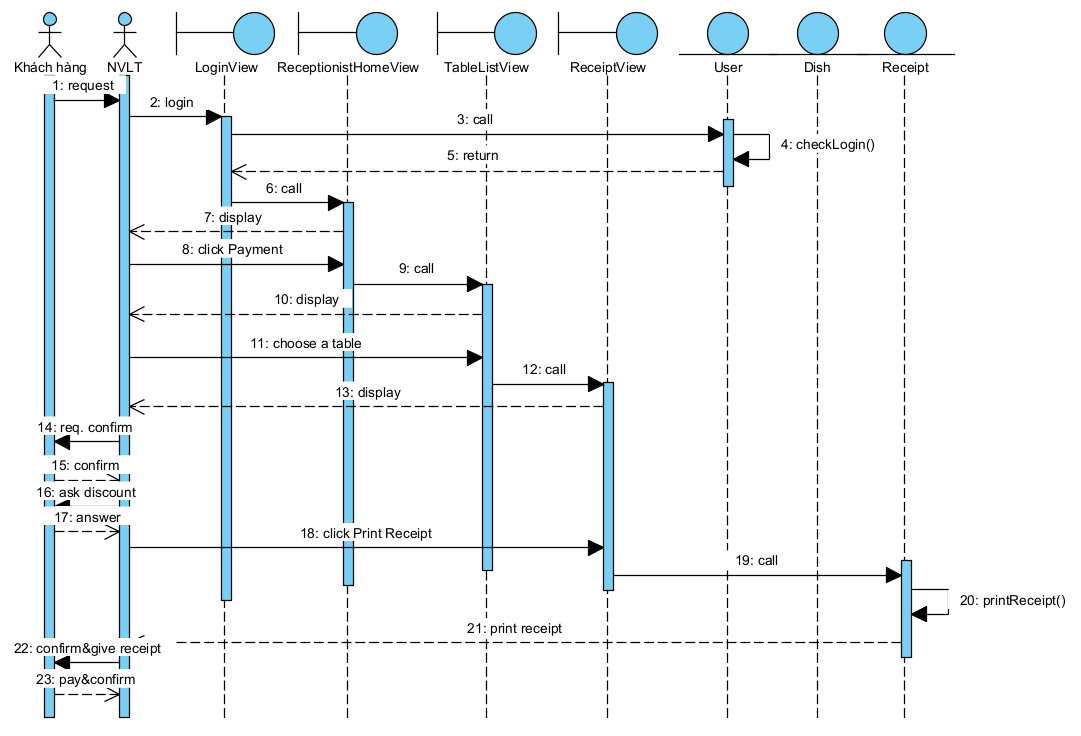 Khách hàng
NVLT
LoginView
ReceptionistHomeView
TableListView
ReceiptView
User
Dish
Receipt
1: request
2: login
3: call
4: checkLogin()
5: return
6: call
7: display
8: click Payment
9: call
10: display
11: choose a table
12: call
13: display
14: req. confirm
15: confirm
16: ask discount
17: answer
18: click Print Receipt
19: call
20: printReceipt()
21: print receipt
22: confirm&give receipt
23: pay&confirm